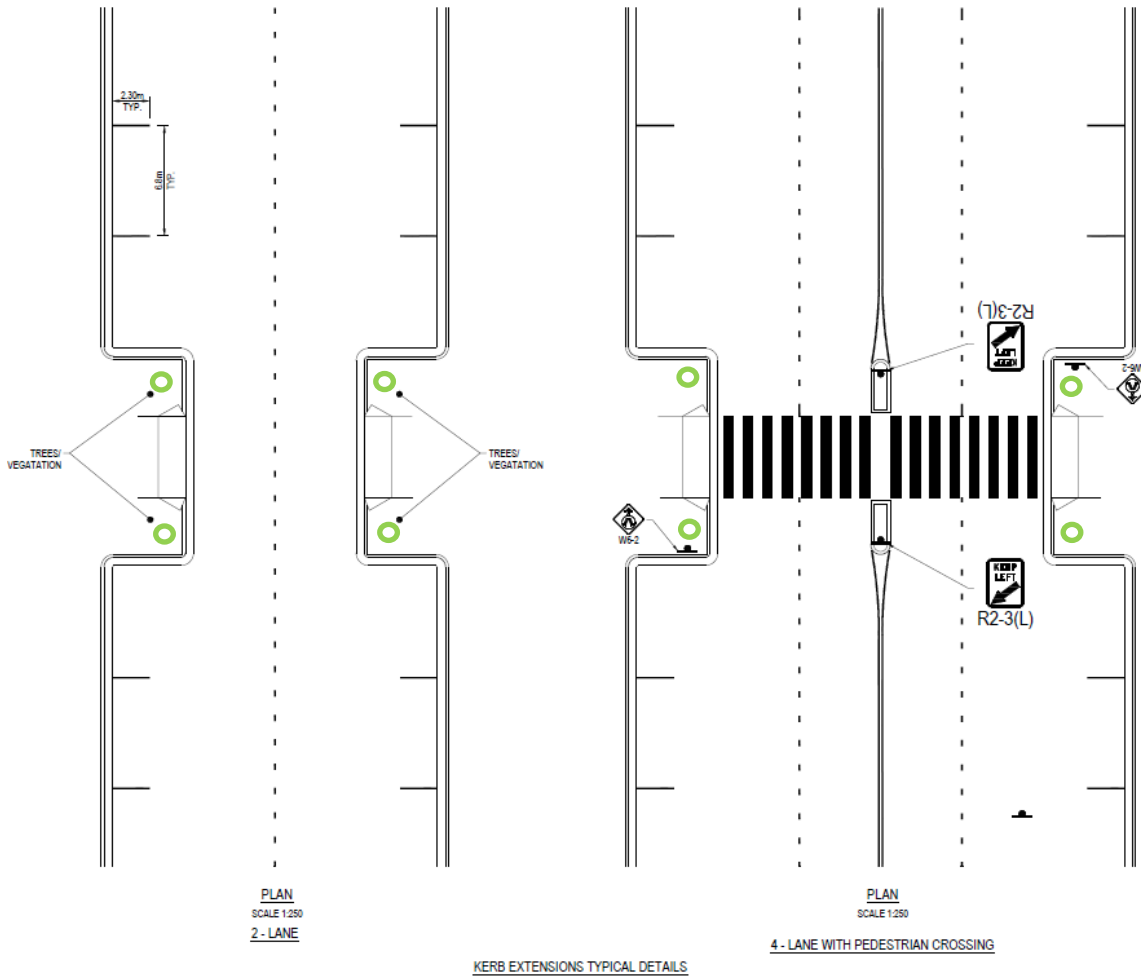 2.30m
TYP.
6.8m
TYP.
TREES/
VEGATATION
TREES/
VEGATATION
R2-3(L)
KEEP
LEFT
W6-2
W6-2
KEEP
LEFT
R2-3(L)
PLAN
SCALE 1:250
2 - LANE
PLAN
SCALE 1:250
4 - LANE WITH PEDESTRIAN CROSSING
KERB EXTENSIONS TYPICAL DETAILS